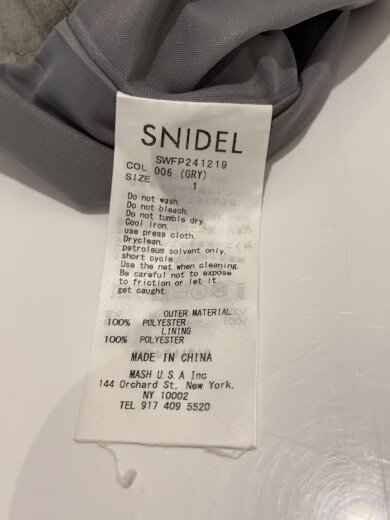 SNIDEL
SWFP241219
COL 006 (GRY)
SIZE 1
Do not wash.
Do not bleach.
Do not tumble dry.
Cool iron,
use press cloth.
Dryclean,
petroleum solvent only.
short cycle.
Use the net when cleaning.
Be careful not to expose
to friction or let it
get caught.
OUTER MATERIAL
100% POLYESTER
LINING
100% POLYESTER
MADE IN CHINA
MASH U.S.A Inc
144 Orchard St. New York.
NY 10002
TEL 917 409 5520